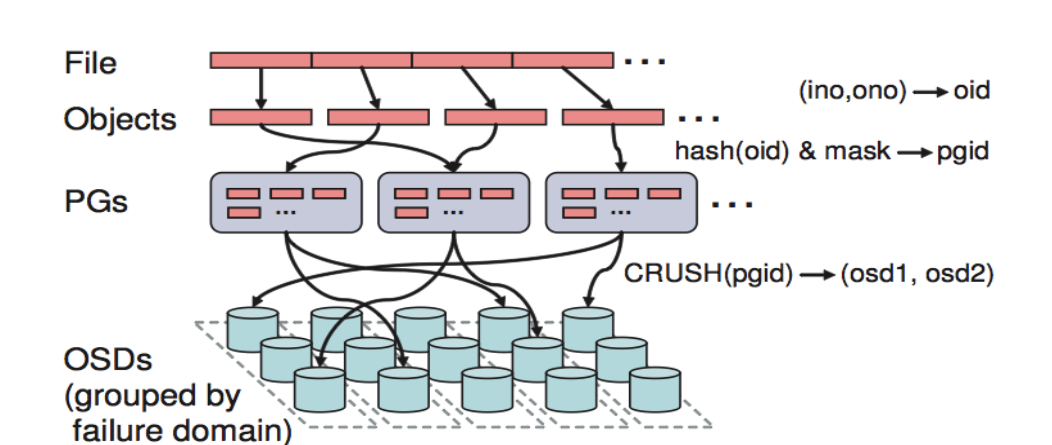 File
...
(ino,ono) → oid
Objects
...
hash(oid) & mask → pgid
PGs
...
...
...
...
CRUSH(pgid) → (osd1, osd2)
OSDs
(grouped by
failure domain)